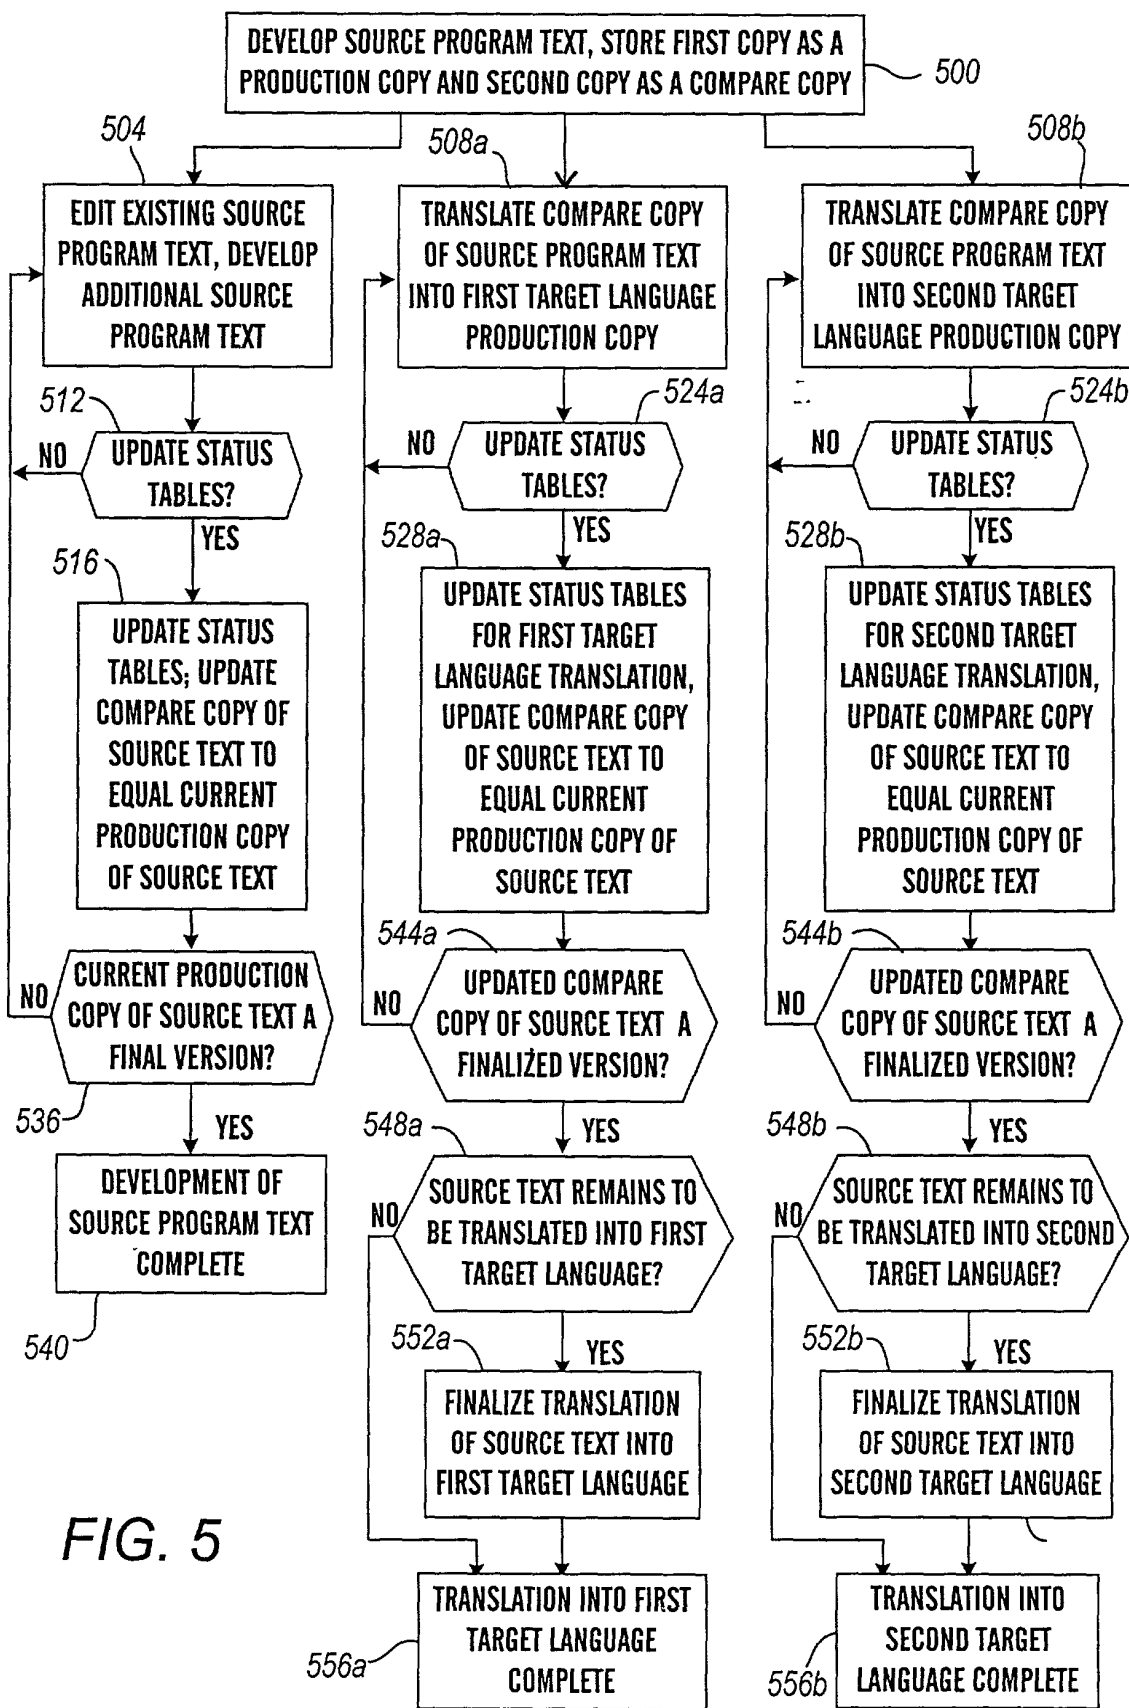 DEVELOP SOURCE PROGRAM TEXT, STORE FIRST COPY AS A
PRODUCTION COPY AND SECOND COPY AS A COMPARE COPY
500
504
EDIT EXISTING SOURCE
PROGRAM TEXT, DEVELOP
ADDITIONAL SOURCE
PROGRAM TEXT
512
UPDATE STATUS
TABLES?
NO
YES
516
UPDATE STATUS
TABLES; UPDATE
COMPARE COPY OF
SOURCE TEXT TO
EQUAL CURRENT
PRODUCTION COPY
OF SOURCE TEXT
CURRENT PRODUCTION
COPY OF SOURCE TEXT A
FINAL VERSION?
NO
536
YES
DEVELOPMENT OF
SOURCE PROGRAM TEXT
COMPLETE
540
508a
TRANSLATE COMPARE COPY
OF SOURCE PROGRAM TEXT
INTO FIRST TARGET LANGUAGE
PRODUCTION COPY
524a
NO
UPDATE STATUS
TABLES?
YES
528a
UPDATE STATUS TABLES
FOR FIRST TARGET
LANGUAGE TRANSLATION,
UPDATE COMPARE COPY
OF SOURCE TEXT TO
EQUAL CURRENT
PRODUCTION COPY OF
SOURCE TEXT
544a
NO
UPDATED COMPARE
COPY OF SOURCE TEXT A
FINALIZED VERSION?
YES
548a
NO
SOURCE TEXT REMAINS TO
BE TRANSLATED INTO FIRST
TARGET LANGUAGE?
552a
YES
FINALIZE TRANSLATION
OF SOURCE TEXT INTO
FIRST TARGET LANGUAGE
TRANSLATION INTO FIRST
TARGET LANGUAGE
COMPLETE
556a
508b
TRANSLATE COMPARE COPY
OF SOURCE PROGRAM TEXT
INTO SECOND TARGET
LANGUAGE PRODUCTION COPY
524b
NO
UPDATE STATUS
TABLES?
YES
528b
UPDATE STATUS TABLES
FOR SECOND TARGET
LANGUAGE TRANSLATION,
UPDATE COMPARE COPY
OF SOURCE TEXT TO
EQUAL CURRENT
PRODUCTION COPY OF
SOURCE TEXT
544b
NO
UPDATED COMPARE
COPY OF SOURCE TEXT A
FINALIZED VERSION?
YES
548b
NO
SOURCE TEXT REMAINS TO
BE TRANSLATED INTO SECOND
TARGET LANGUAGE?
552b
YES
FINALIZE TRANSLATION
OF SOURCE TEXT INTO
SECOND TARGET LANGUAGE
TRANSLATION INTO
SECOND TARGET
LANGUAGE COMPLETE
556b
FIG. 5